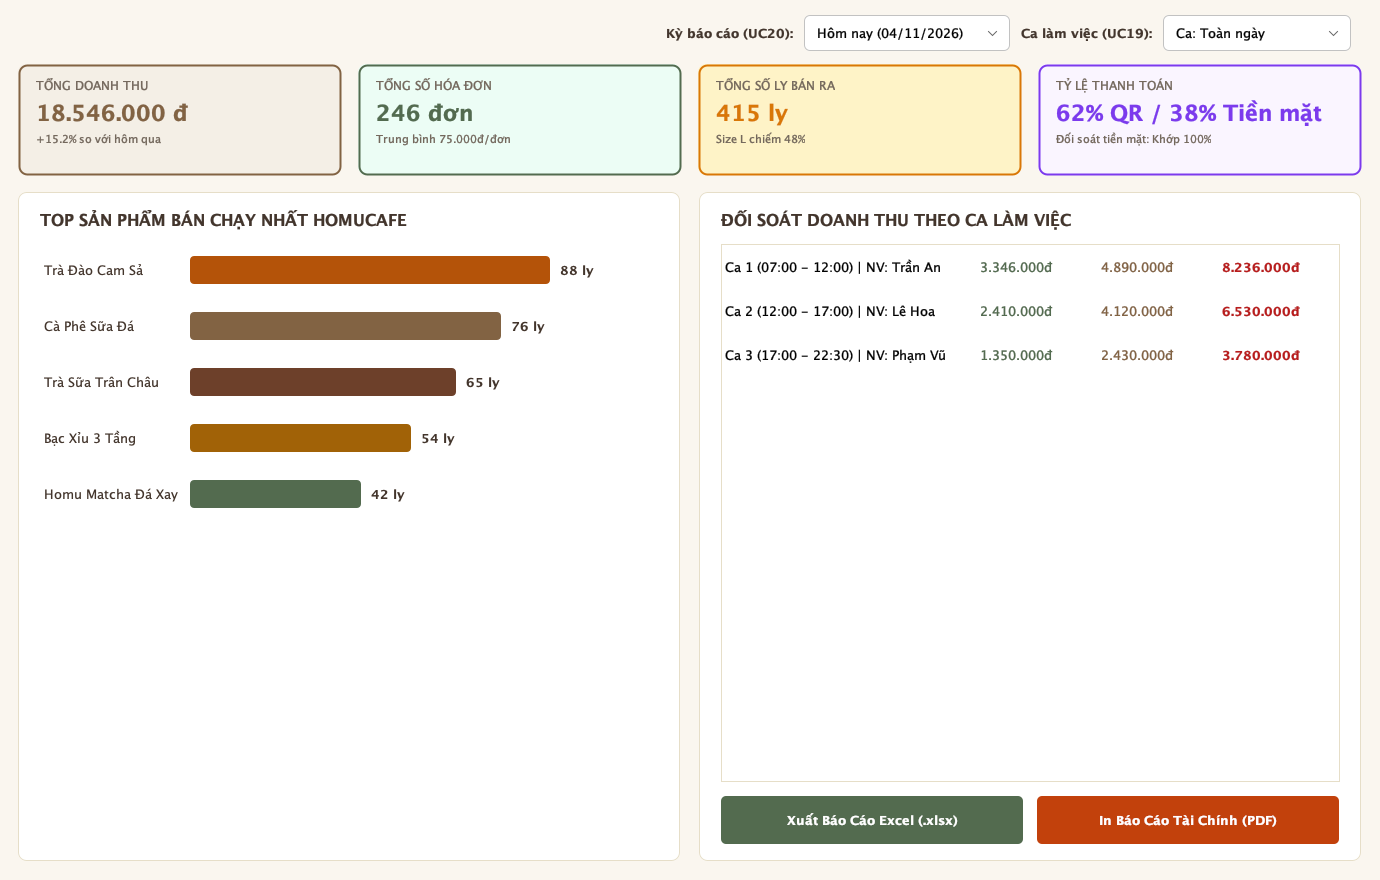 Kỳ báo cáo (UC20): Hôm nay (04/11/2026) Ca làm việc (UC19): Ca: Toàn ngày
TỔNG DOANH THU
18.546.000 đ
+15.2% so với hôm qua
TỔNG SỐ HÓA ĐƠN
246 đơn
Trung bình 75.000đ/đơn
TỔNG SỐ LY BÁN RA
415 ly
Size L chiếm 48%
TỶ LỆ THANH TOÁN
62% QR / 38% Tiền mặt
Đối soát tiền mặt: Khớp 100%
TOP SẢN PHẨM BÁN CHẠY NHẤT HOMUCAFE
Trà Đào Cam Sả 88 ly
Cà Phê Sữa Đá 76 ly
Trà Sữa Trân Châu 65 ly
Bạc Xỉu 3 Tầng 54 ly
Homu Matcha Đá Xay 42 ly
ĐỐI SOÁT DOANH THU THEO CA LÀM VIỆC
Ca 1 (07:00 - 12:00) | NV: Trần An 3.346.000đ 4.890.000đ 8.236.000đ
Ca 2 (12:00 - 17:00) | NV: Lê Hoa 2.410.000đ 4.120.000đ 6.530.000đ
Ca 3 (17:00 - 22:30) | NV: Phạm Vũ 1.350.000đ 2.430.000đ 3.780.000đ
Xuất Báo Cáo Excel (.xlsx)
In Báo Cáo Tài Chính (PDF)